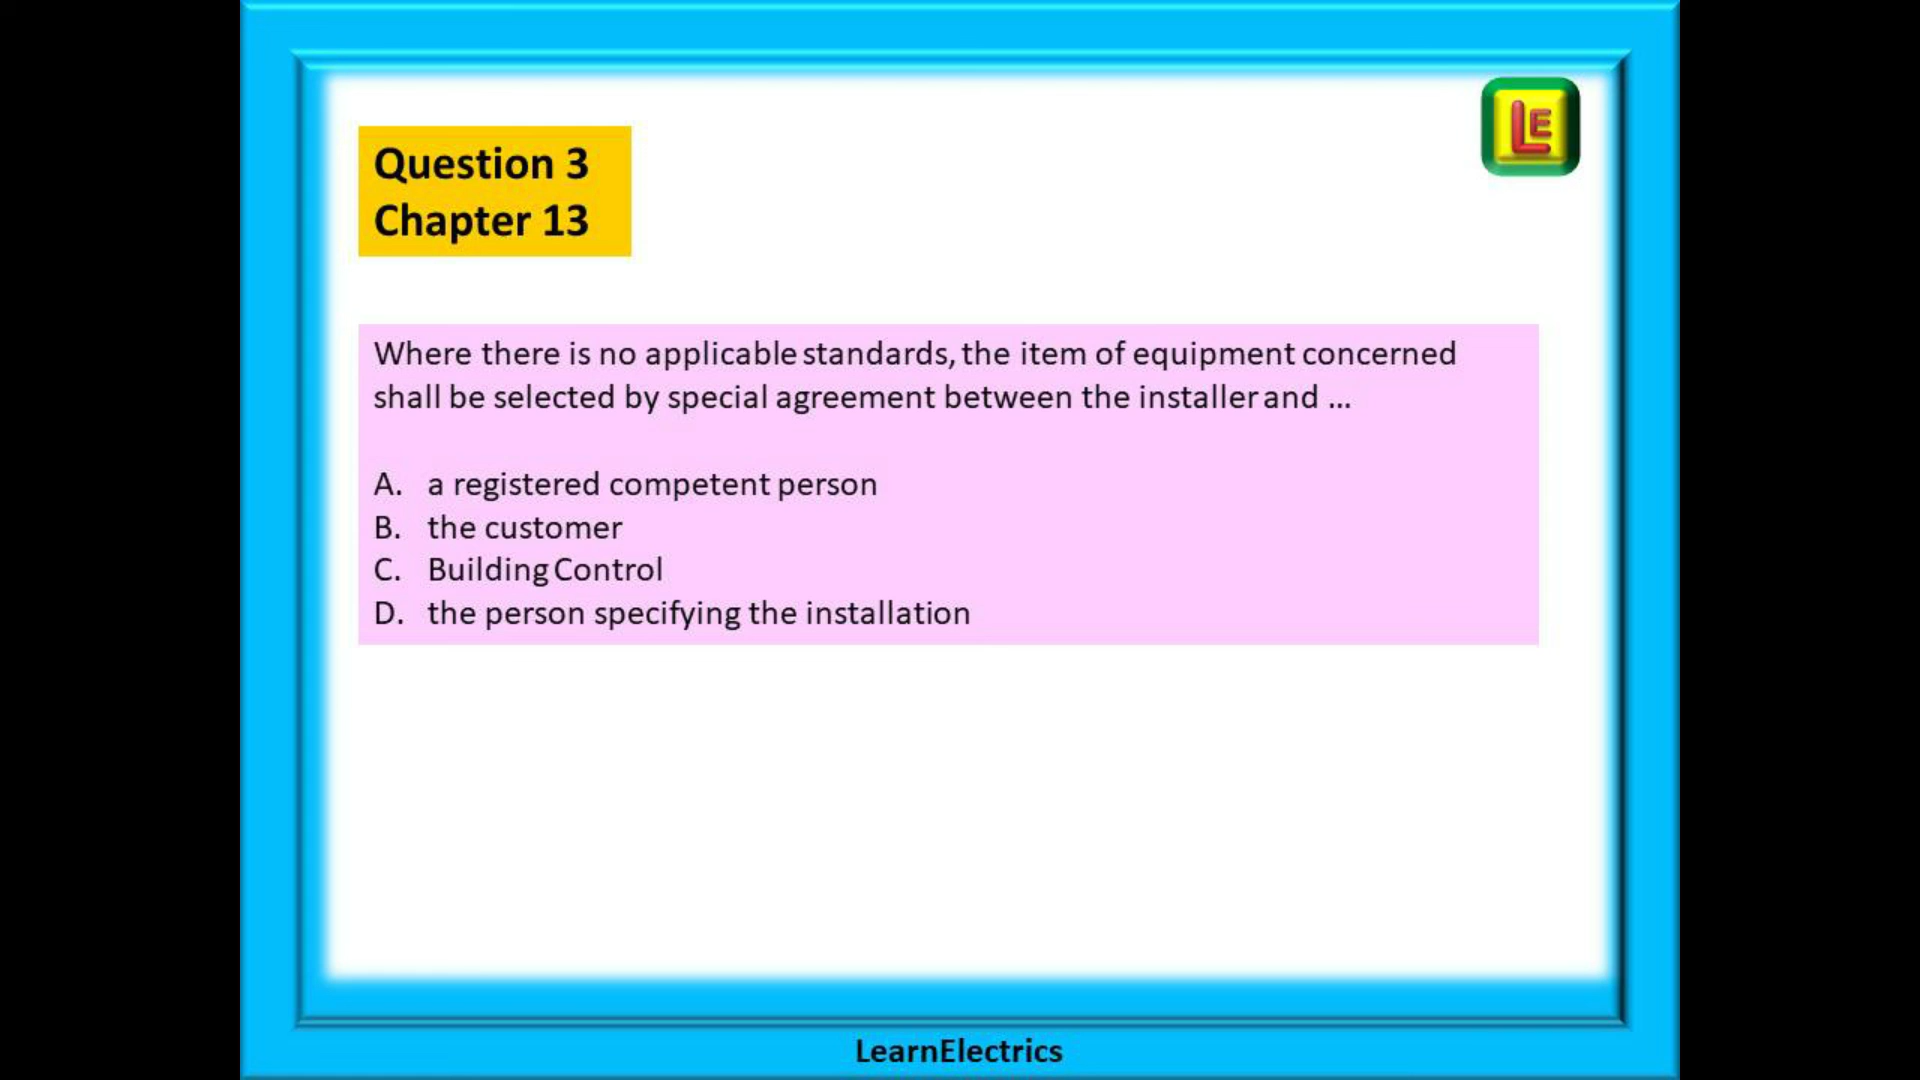 LE
Question 3
Chapter 13
Where there is no applicable standards, the item of equipment concerned
shall be selected by special agreement between the installer and ...
A. a registered competent person
B. the customer
C. Building Control
D. the person specifying the installation
LearnElectrics